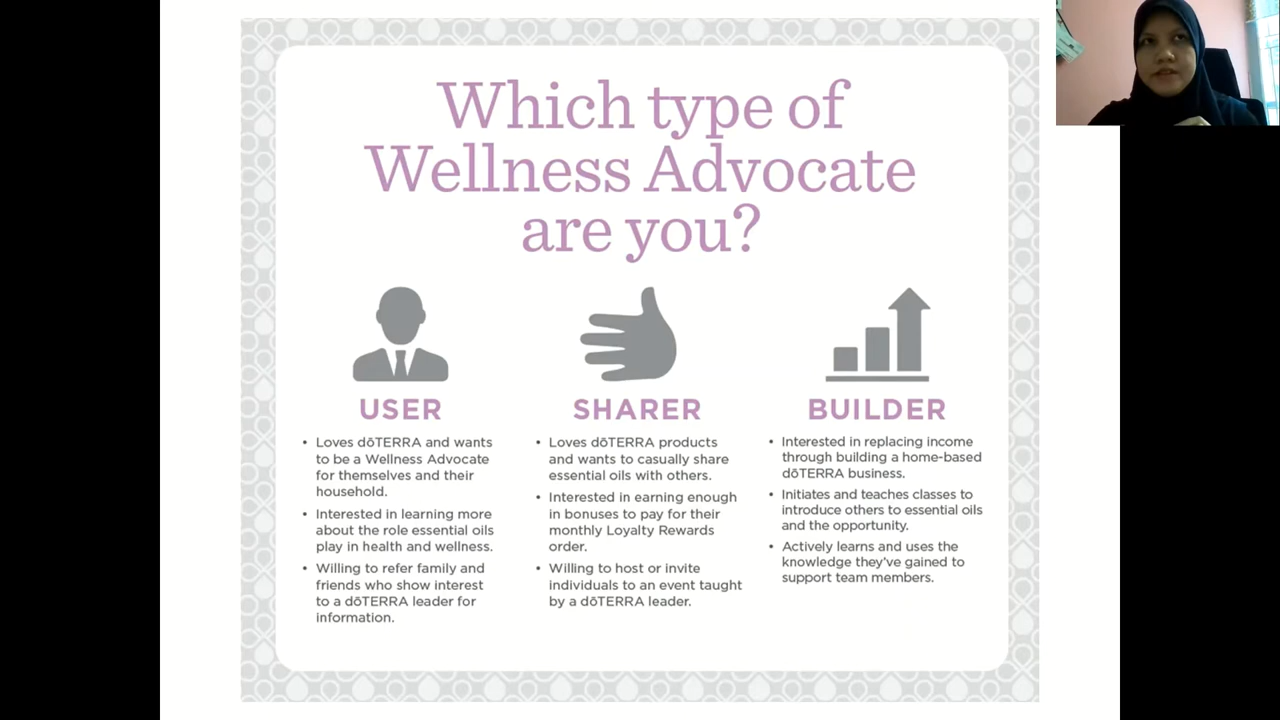 Which type of
Wellness Advocate
are you?
USER
• Loves dōTERRA and wants
to be a Wellness Advocate
for themselves and their
household.
• Interested in learning more
about the role essential oils
play in health and wellness.
• Willing to refer family and
friends who show interest
to a dōTERRA leader for
information.
SHARER
• Loves dōTERRA products
and wants to casually share
essential oils with others.
• Interested in earning enough
in bonuses to pay for their
monthly Loyalty Rewards
order.
• Willing to host or invite
individuals to an event taught
by a dōTERRA leader.
BUILDER
• Interested in replacing income
through building a home-based
dōTERRA business.
• Initiates and teaches classes to
introduce others to essential oils
and the opportunity.
• Actively learns and uses the
knowledge they've gained to
support team members.